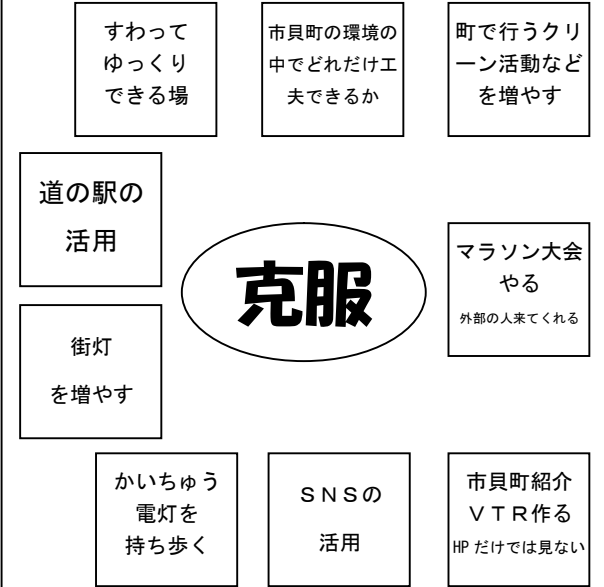 すわって
ゆっくり
できる場
市貝町の環境の
中でどれだけ工
夫できるか
町で行うクリ
ーン活動など
を増やす
道の駅の
活用
克服
マラソン大会
やる
外部の人来てくれる
街灯
を増やす
かいちゅう
電灯を
持ち歩く
ＳＮＳの
活用
市貝町紹介
ＶＴＲ作る
HPだけでは見ない